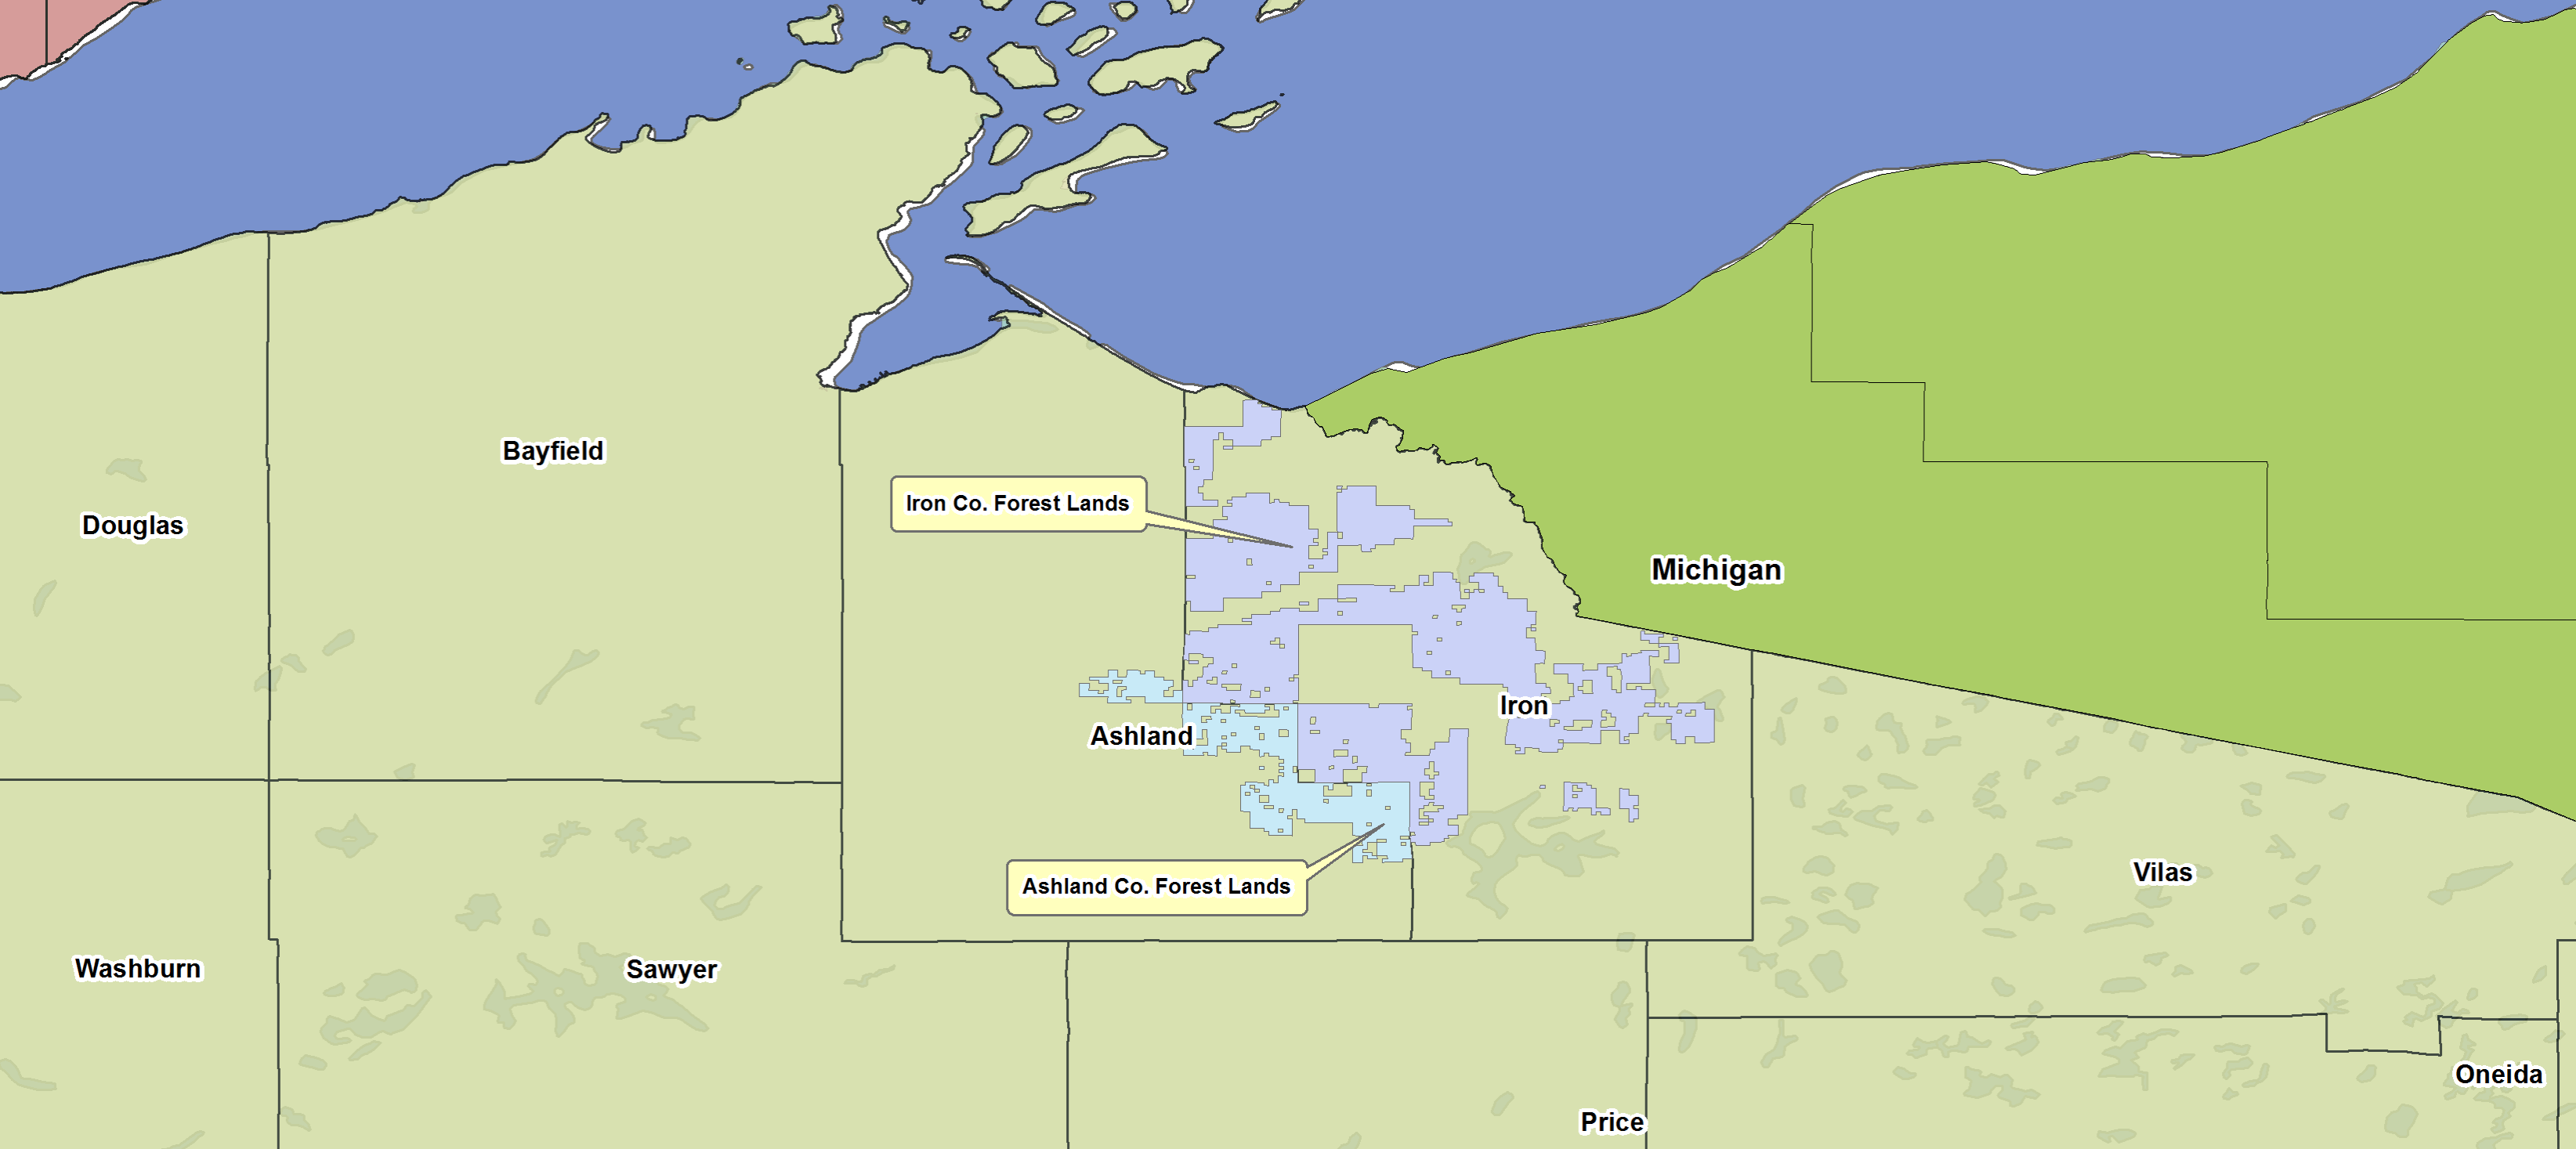 Bayfield
Iron Co. Forest Lands
Douglas
Michigan
Iron
Ashland
Vilas
Ashland Co. Forest Lands
Washburn
Sawyer
Oneida
Price